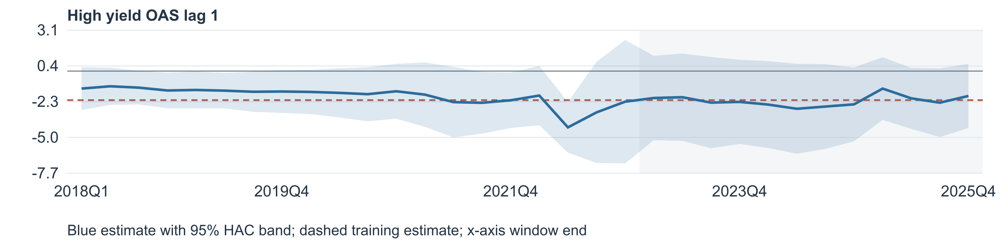 High yield OAS lag 1
3.1
0.4
-2.3
-5.0
-7.7
2018Q1 2019Q4 2021Q4 2023Q4 2025Q4
Blue estimate with 95% HAC band; dashed training estimate; x-axis window end